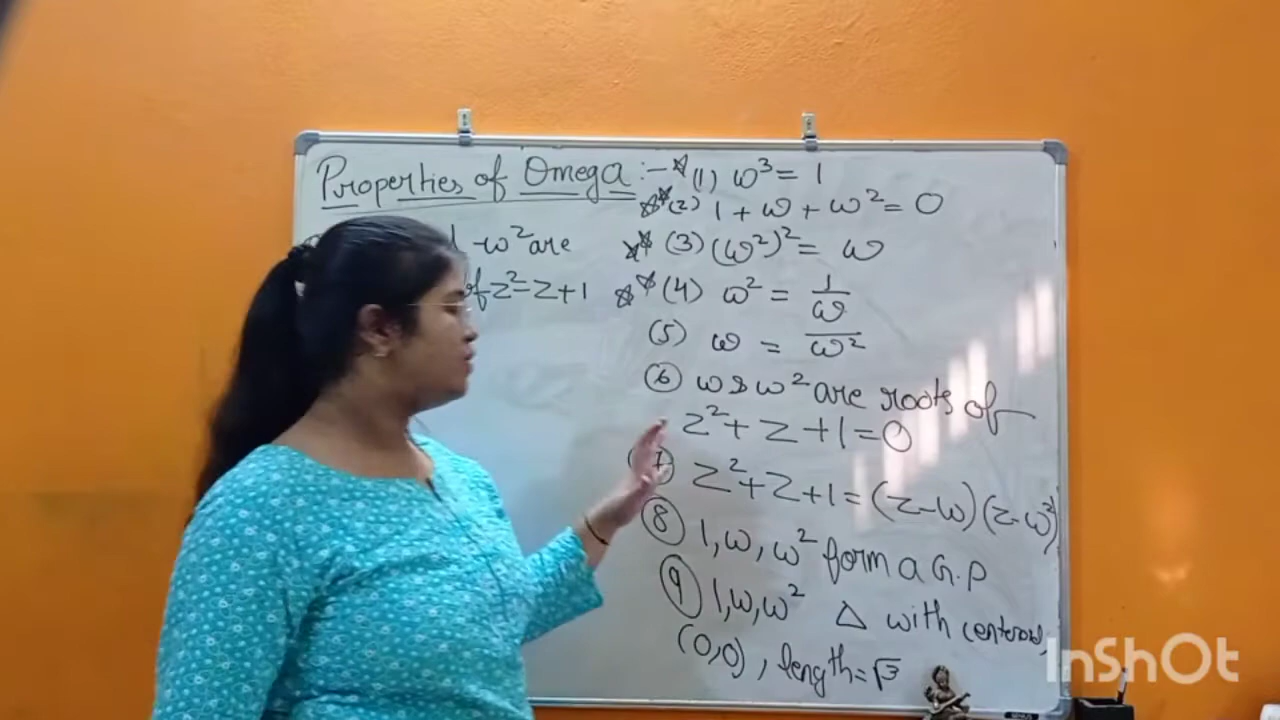 Properties of Omega :- (1) ω³ = 1
(2) 1 + ω + ω² = 0
(3) (ω²)² = ω
(4) ω² = 1/ω
(5) ω = 1/ω²
(6) ω & ω² are roots of
z² + z + 1 = 0
(7) z² + z + 1 = (z-ω)(z-ω²)
(8) 1, ω, ω² form a G.P
(9) 1, ω, ω² Δ with centeroid,
(0,0), length = √3
-ω² are
of z² = z + 1
InShOt